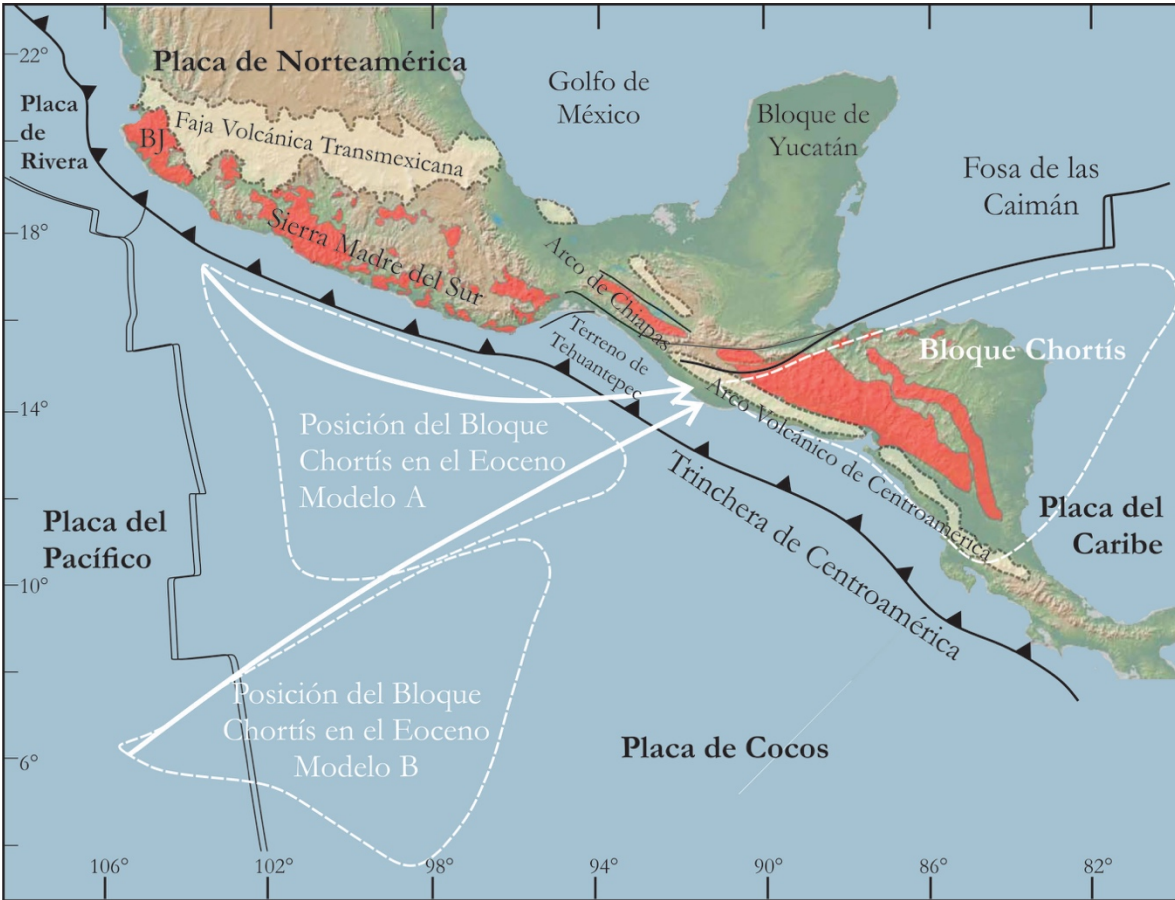 22°
18°
14°
10°
6°
Placa de Norteamérica
Golfo de
México
Bloque de
Yucatán
Placa
de
Rivera
BJ
Faja Volcánica Transmexicana
Fosa de las
Caimán
Sierra Madre del Sur
Arco de Chiapas
Terreno de
Tehuantepec
Bloque Chortís
Arco Volcánico de Centroamérica
Trinchera de Centroamérica
Posición del Bloque
Chortís en el Eoceno
Modelo A
Placa del
Pacífico
Placa del
Caribe
Posición del Bloque
Chortís en el Eoceno
Modelo B
Placa de Cocos
106°
102°
98°
94°
90°
86°
82°